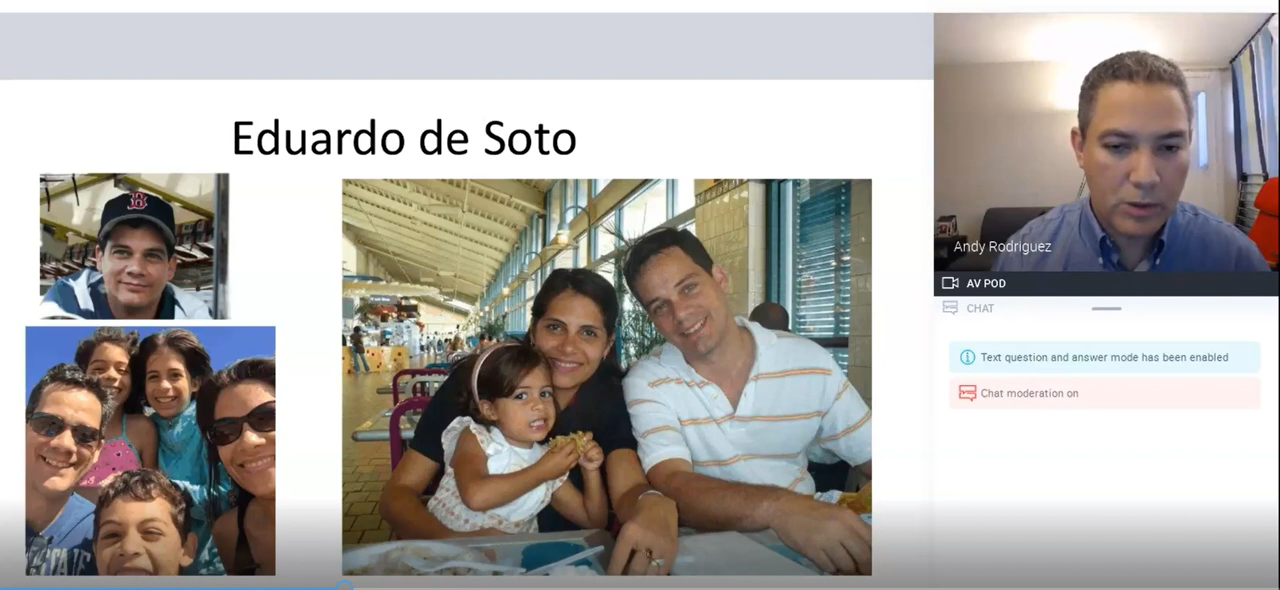 Eduardo de Soto
B
Andy Rodriguez
AV POD
CHAT
Text question and answer mode has been enabled
Chat moderation on